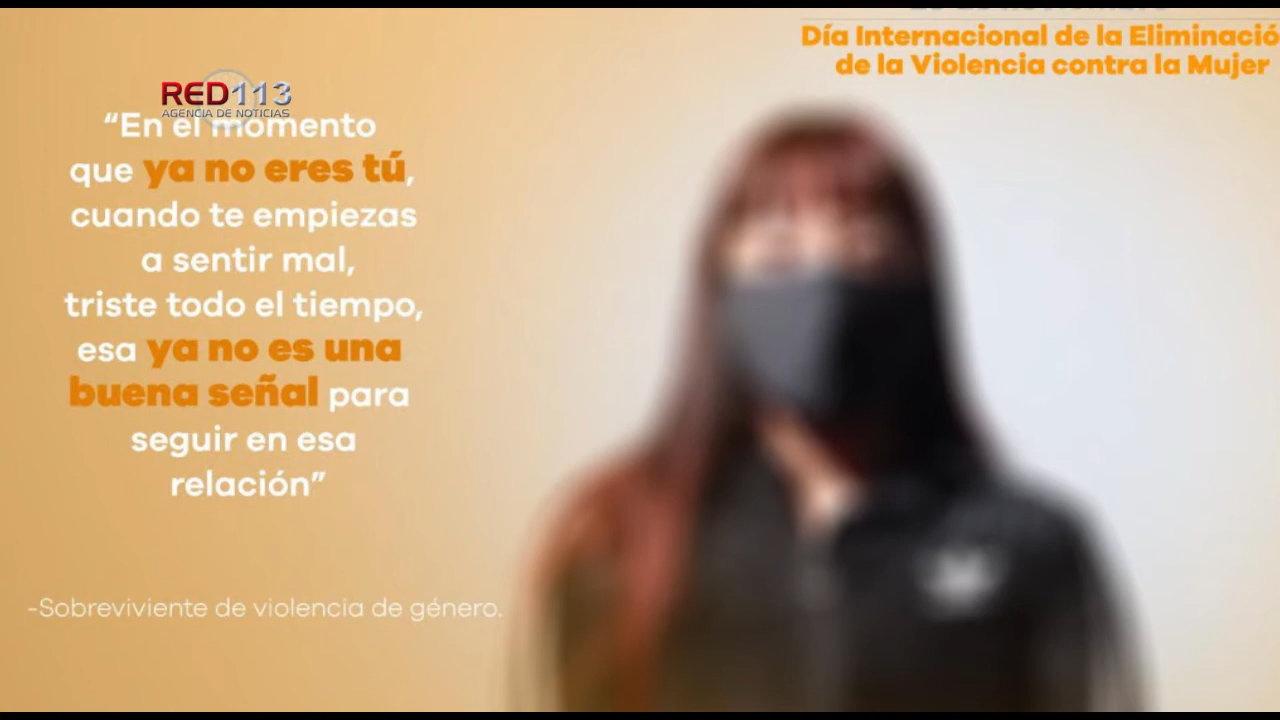 Día Internacional de la Eliminació
de la Violencia contra la Mujer
RED113
AGENCIA DE NOTICIAS
“En el momento
que ya no eres tú,
cuando te empiezas
a sentir mal,
triste todo el tiempo,
esa ya no es una
buena señal para
seguir en esa
relación”
-Sobreviviente de violencia de género.